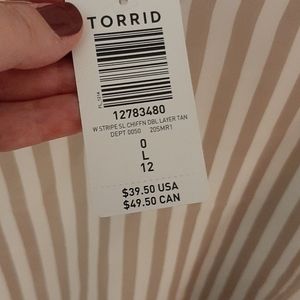 TORRID
12783480
W STRIPE SL CHIFFN DBL LAYER TAN
DEPT 0050 20SMR1
0
L
12
$39.50 USA
$49.50 CAN